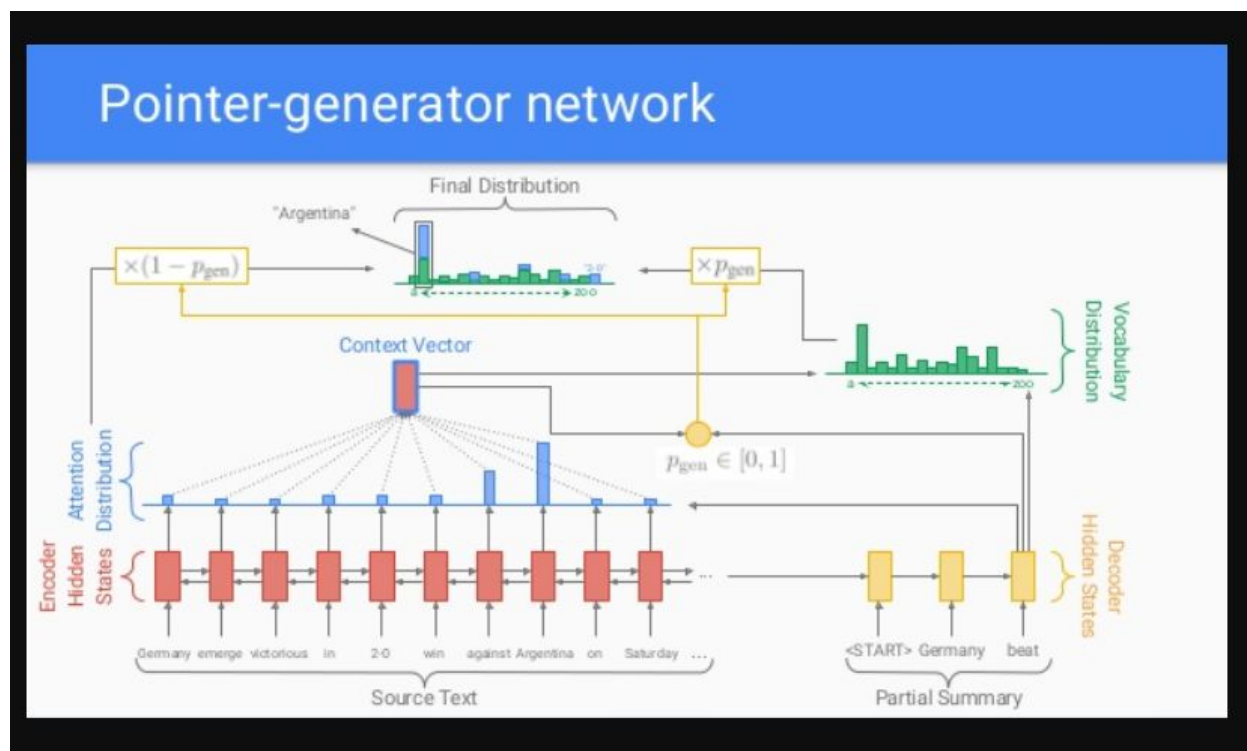 Pointer-generator network
Final Distribution
"Argentina"
×(1 − p_gen)
×p_gen
"2-0"
a
zoo
Context Vector
Vocabulary
Distribution
a
zoo
Attention
Distribution
p_gen ∈ [0, 1]
Encoder
Hidden
States
Decoder
Hidden States
...
Germany emerge victorious in 2-0 win against Argentina on Saturday ...
<START> Germany beat
Source Text
Partial Summary